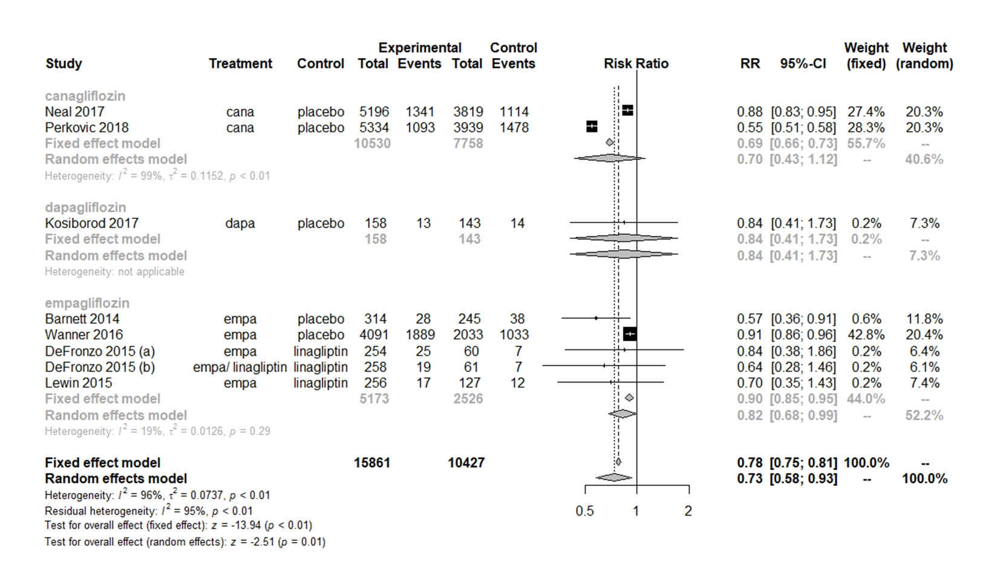 Experimental Control Weight Weight
Study Treatment Control Total Events Total Events Risk Ratio RR 95%-CI (fixed) (random)
canagliflozin
Neal 2017 cana placebo 5196 1341 3819 1114 0.88 [0.83; 0.95] 27.4% 20.3%
Perkovic 2018 cana placebo 5334 1093 3939 1478 0.55 [0.51; 0.58] 28.3% 20.3%
Fixed effect model 10530 7758 0.69 [0.66; 0.73] 55.7% --
Random effects model 0.70 [0.43; 1.12] -- 40.6%
Heterogeneity: I² = 99%, τ² = 0.1152, p < 0.01
dapagliflozin
Kosiborod 2017 dapa placebo 158 13 143 14 0.84 [0.41; 1.73] 0.2% 7.3%
Fixed effect model 158 143 0.84 [0.41; 1.73] 0.2% --
Random effects model 0.84 [0.41; 1.73] -- 7.3%
Heterogeneity: not applicable
empagliflozin
Barnett 2014 empa placebo 314 28 245 38 0.57 [0.36; 0.91] 0.6% 11.8%
Wanner 2016 empa placebo 4091 1889 2033 1033 0.91 [0.86; 0.96] 42.8% 20.4%
DeFronzo 2015 (a) empa linagliptin 254 25 60 7 0.84 [0.38; 1.86] 0.2% 6.4%
DeFronzo 2015 (b) empa/ linagliptin linagliptin 258 19 61 7 0.64 [0.28; 1.46] 0.2% 6.1%
Lewin 2015 empa linagliptin 256 17 127 12 0.70 [0.35; 1.43] 0.2% 7.4%
Fixed effect model 5173 2526 0.90 [0.85; 0.95] 44.0% --
Random effects model 0.82 [0.68; 0.99] -- 52.2%
Heterogeneity: I² = 19%, τ² = 0.0126, p = 0.29
Fixed effect model 15861 10427 0.78 [0.75; 0.81] 100.0% --
Random effects model 0.73 [0.58; 0.93] -- 100.0%
Heterogeneity: I² = 96%, τ² = 0.0737, p < 0.01
Residual heterogeneity: I² = 95%, p < 0.01
0.5 1 2
Test for overall effect (fixed effect): z = -13.94 (p < 0.01)
Test for overall effect (random effects): z = -2.51 (p = 0.01)